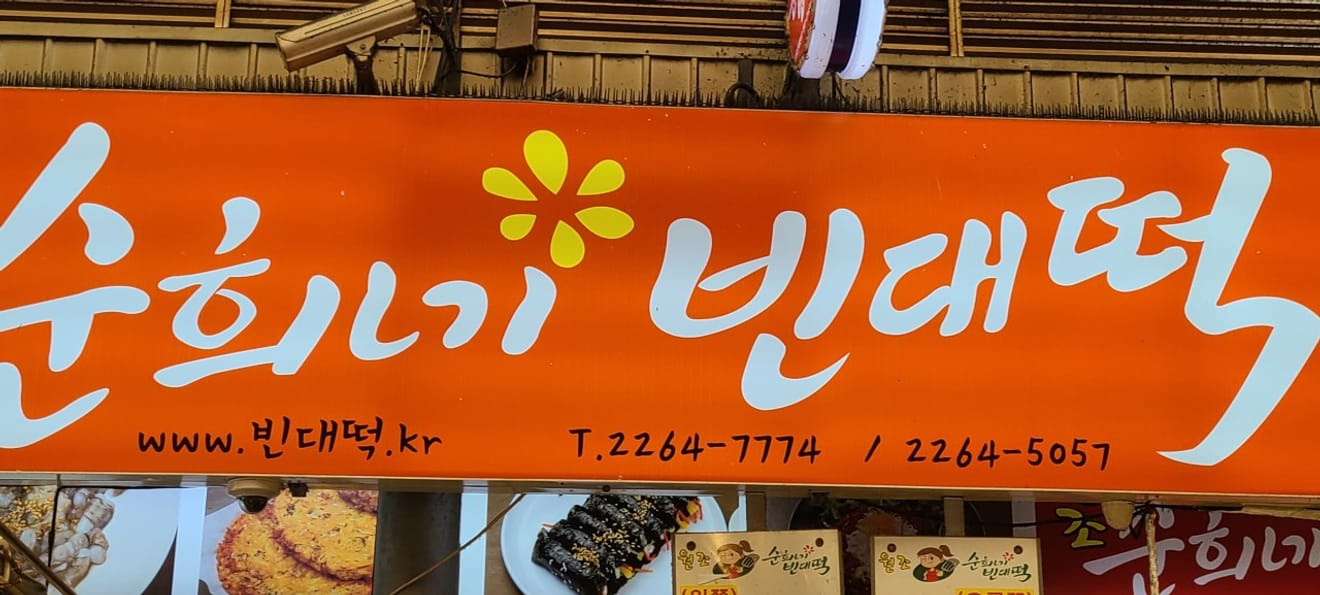 순희네 빈대떡
www.빈대떡.kr T.2264-7774 / 2264-5057
원조 순희네 빈대떡
원조 순희네 빈대떡
조 순희네